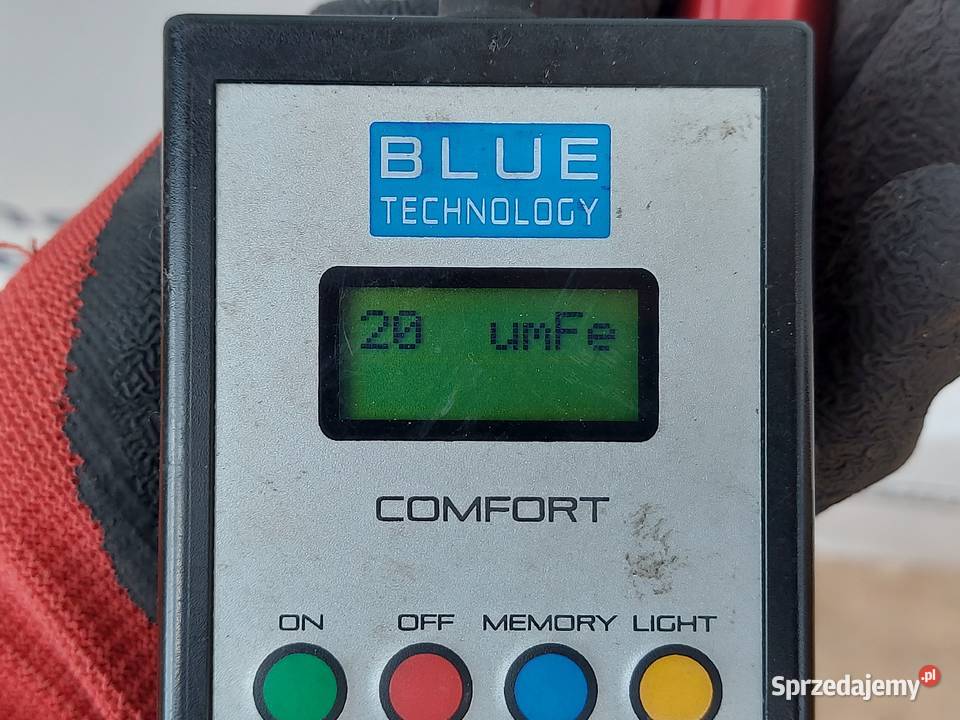 BLUE
TECHNOLOGY
20 umFe
COMFORT
ON OFF MEMORY LIGHT
Sprzedajemy.pl